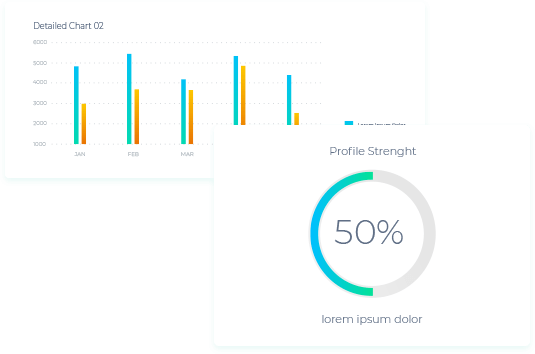 Detailed Chart 02
6000
5000
4000
3000
2000
1000
JAN
FEB
MAR
Profile Strenght
50%
lorem ipsum dolor